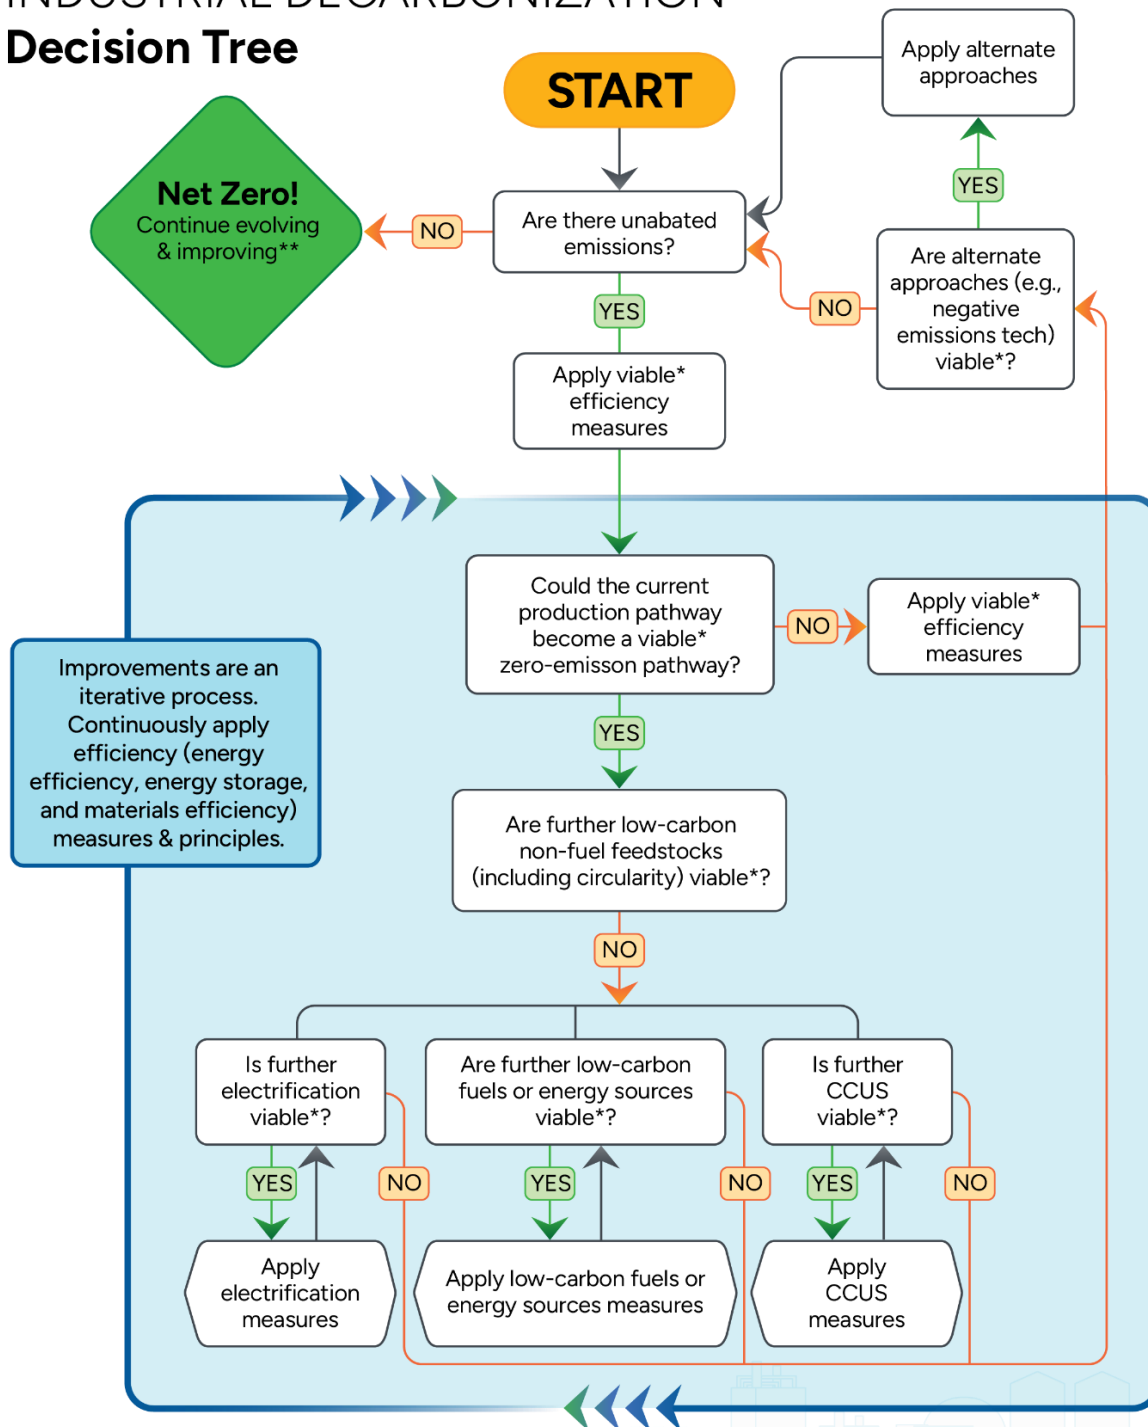 INDUSTRIAL DECARBONIZATION
Decision Tree
START
Apply alternate
approaches
YES
Net Zero!
Continue evolving
& improving**
NO
Are there unabated
emissions?
Are alternate
approaches (e.g.,
negative
emissions tech)
viable*?
NO
YES
Apply viable*
efficiency
measures
Could the current
production pathway
become a viable*
zero-emisson pathway?
NO
Apply viable*
efficiency
measures
Improvements are an
iterative process.
Continuously apply
efficiency (energy
efficiency, energy storage,
and materials efficiency)
measures & principles.
YES
Are further low-carbon
non-fuel feedstocks
(including circularity) viable*?
NO
Is further
electrification
viable*?
Are further low-carbon
fuels or energy sources
viable*?
Is further
CCUS
viable*?
YES
NO
YES
NO
YES
NO
Apply
electrification
measures
Apply low-carbon fuels or
energy sources measures
Apply
CCUS
measures